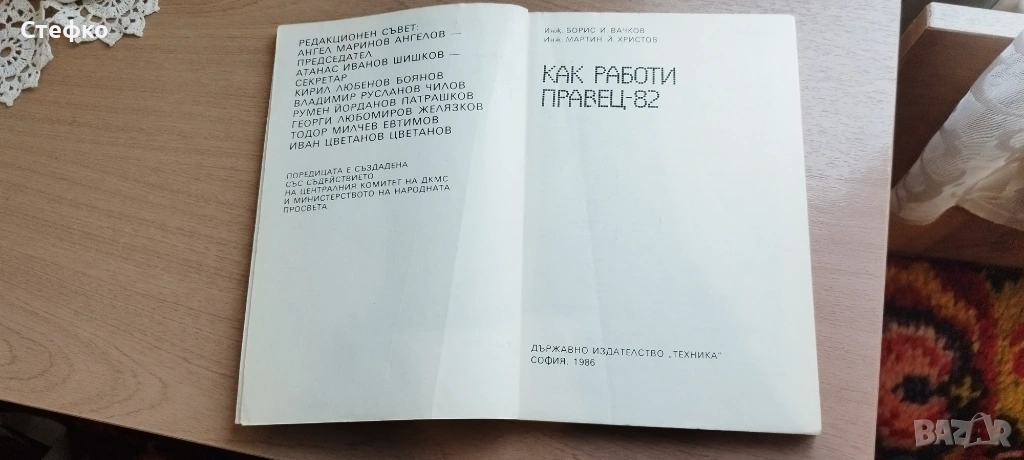 Стефко
РЕДАКЦИОНЕН СЪВЕТ:
АНГЕЛ МАРИНОВ АНГЕЛОВ —
ПРЕДСЕДАТЕЛ
АТАНАС ИВАНОВ ШИШКОВ —
СЕКРЕТАР
КИРИЛ ЛЮБЕНОВ БОЯНОВ
ВЛАДИМИР РУСЛАНОВ ЧИЛОВ
РУМЕН ЙОРДАНОВ ПАТРАШКОВ
ГЕОРГИ ЛЮБОМИРОВ ЖЕЛЯЗКОВ
ТОДОР МИЛЧЕВ ЕВТИМОВ
ИВАН ЦВЕТАНОВ ЦВЕТАНОВ
ПОРЕДИЦАТА Е СЪЗДАДЕНА
СЪС СЪДЕЙСТВИЕТО
НА ЦЕНТРАЛНИЯ КОМИТЕТ НА ДКМС
И МИНИСТЕРСТВОТО НА НАРОДНАТА
ПРОСВЕТА
Инж. БОРИС И ВАЧКОВ
Инж. МАРТИН Й ХРИСТОВ
КАК РАБОТИ
ПРАВЕЦ-82
ДЪРЖАВНО ИЗДАТЕЛСТВО „ТЕХНИКА"
СОФИЯ, 1986
BAZAR